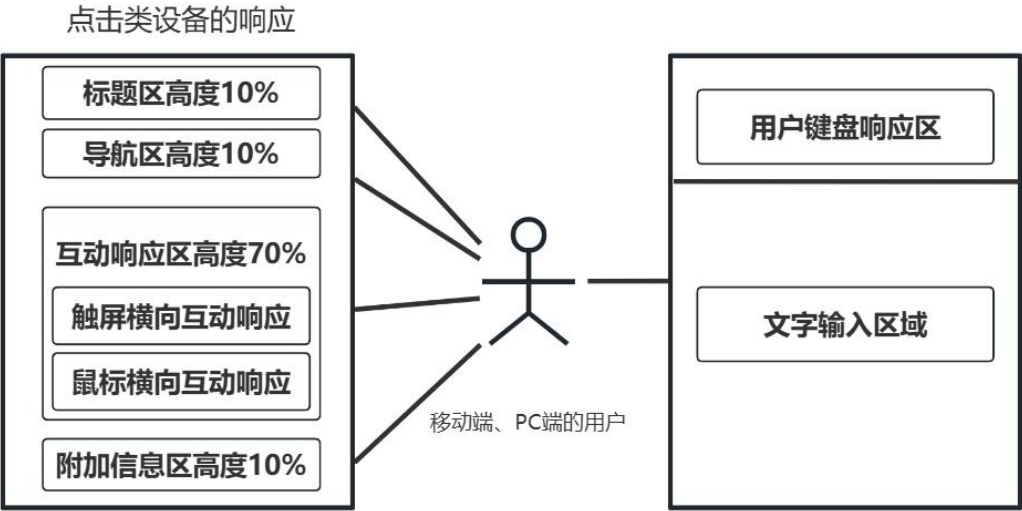 点击类设备的响应
标题区高度10%
导航区高度10%
互动响应区高度70%
触屏横向互动响应
鼠标横向互动响应
附加信息区高度10%
移动端、PC端的用户
用户键盘响应区
文字输入区域